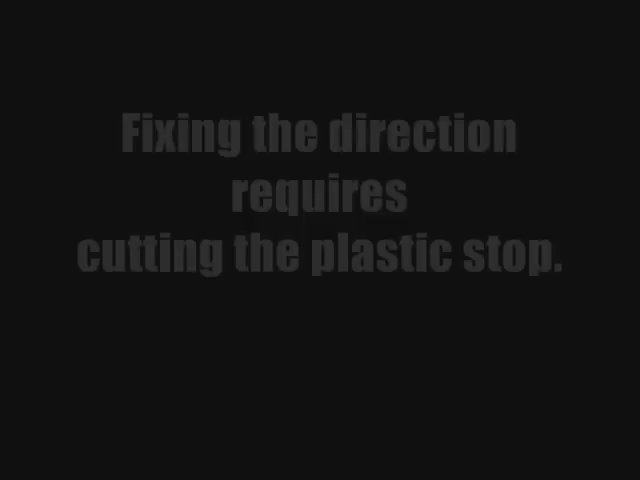 Fixing the direction
requires
cutting the plastic stop.